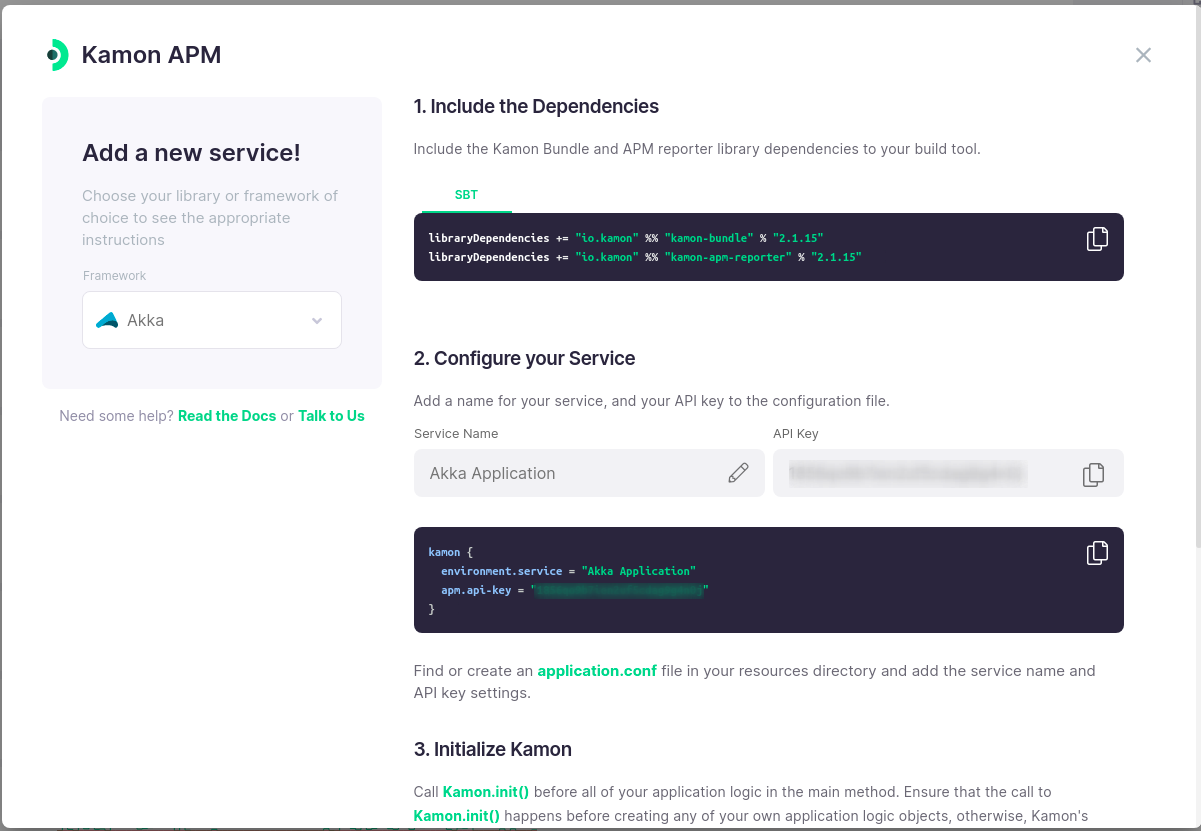 Kamon APM
Add a new service!
Choose your library or framework of
choice to see the appropriate
instructions
Framework
Akka
Need some help? Read the Docs or Talk to Us
1. Include the Dependencies
Include the Kamon Bundle and APM reporter library dependencies to your build tool.
SBT
libraryDependencies += "io.kamon" %% "kamon-bundle" % "2.1.15"
libraryDependencies += "io.kamon" %% "kamon-apm-reporter" % "2.1.15"
2. Configure your Service
Add a name for your service, and your API key to the configuration file.
Service Name
API Key
Akka Application
kamon {
environment.service = "Akka Application"
apm.api-key = " "
}
Find or create an application.conf file in your resources directory and add the service name and
API key settings.
3. Initialize Kamon
Call Kamon.init() before all of your application logic in the main method. Ensure that the call to
Kamon.init() happens before creating any of your own application logic objects, otherwise, Kamon's